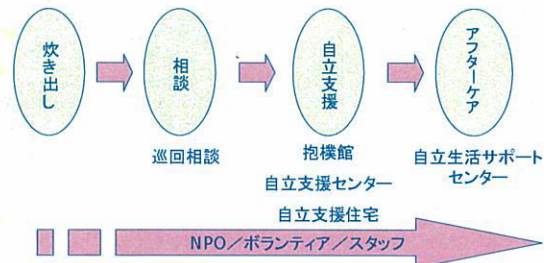 炊き出し
相談
自立支援
アフターケア
巡回相談
抱樸館
自立支援センター
自立支援住宅
自立生活サポート
センター
NPO／ボランティア／スタッフ